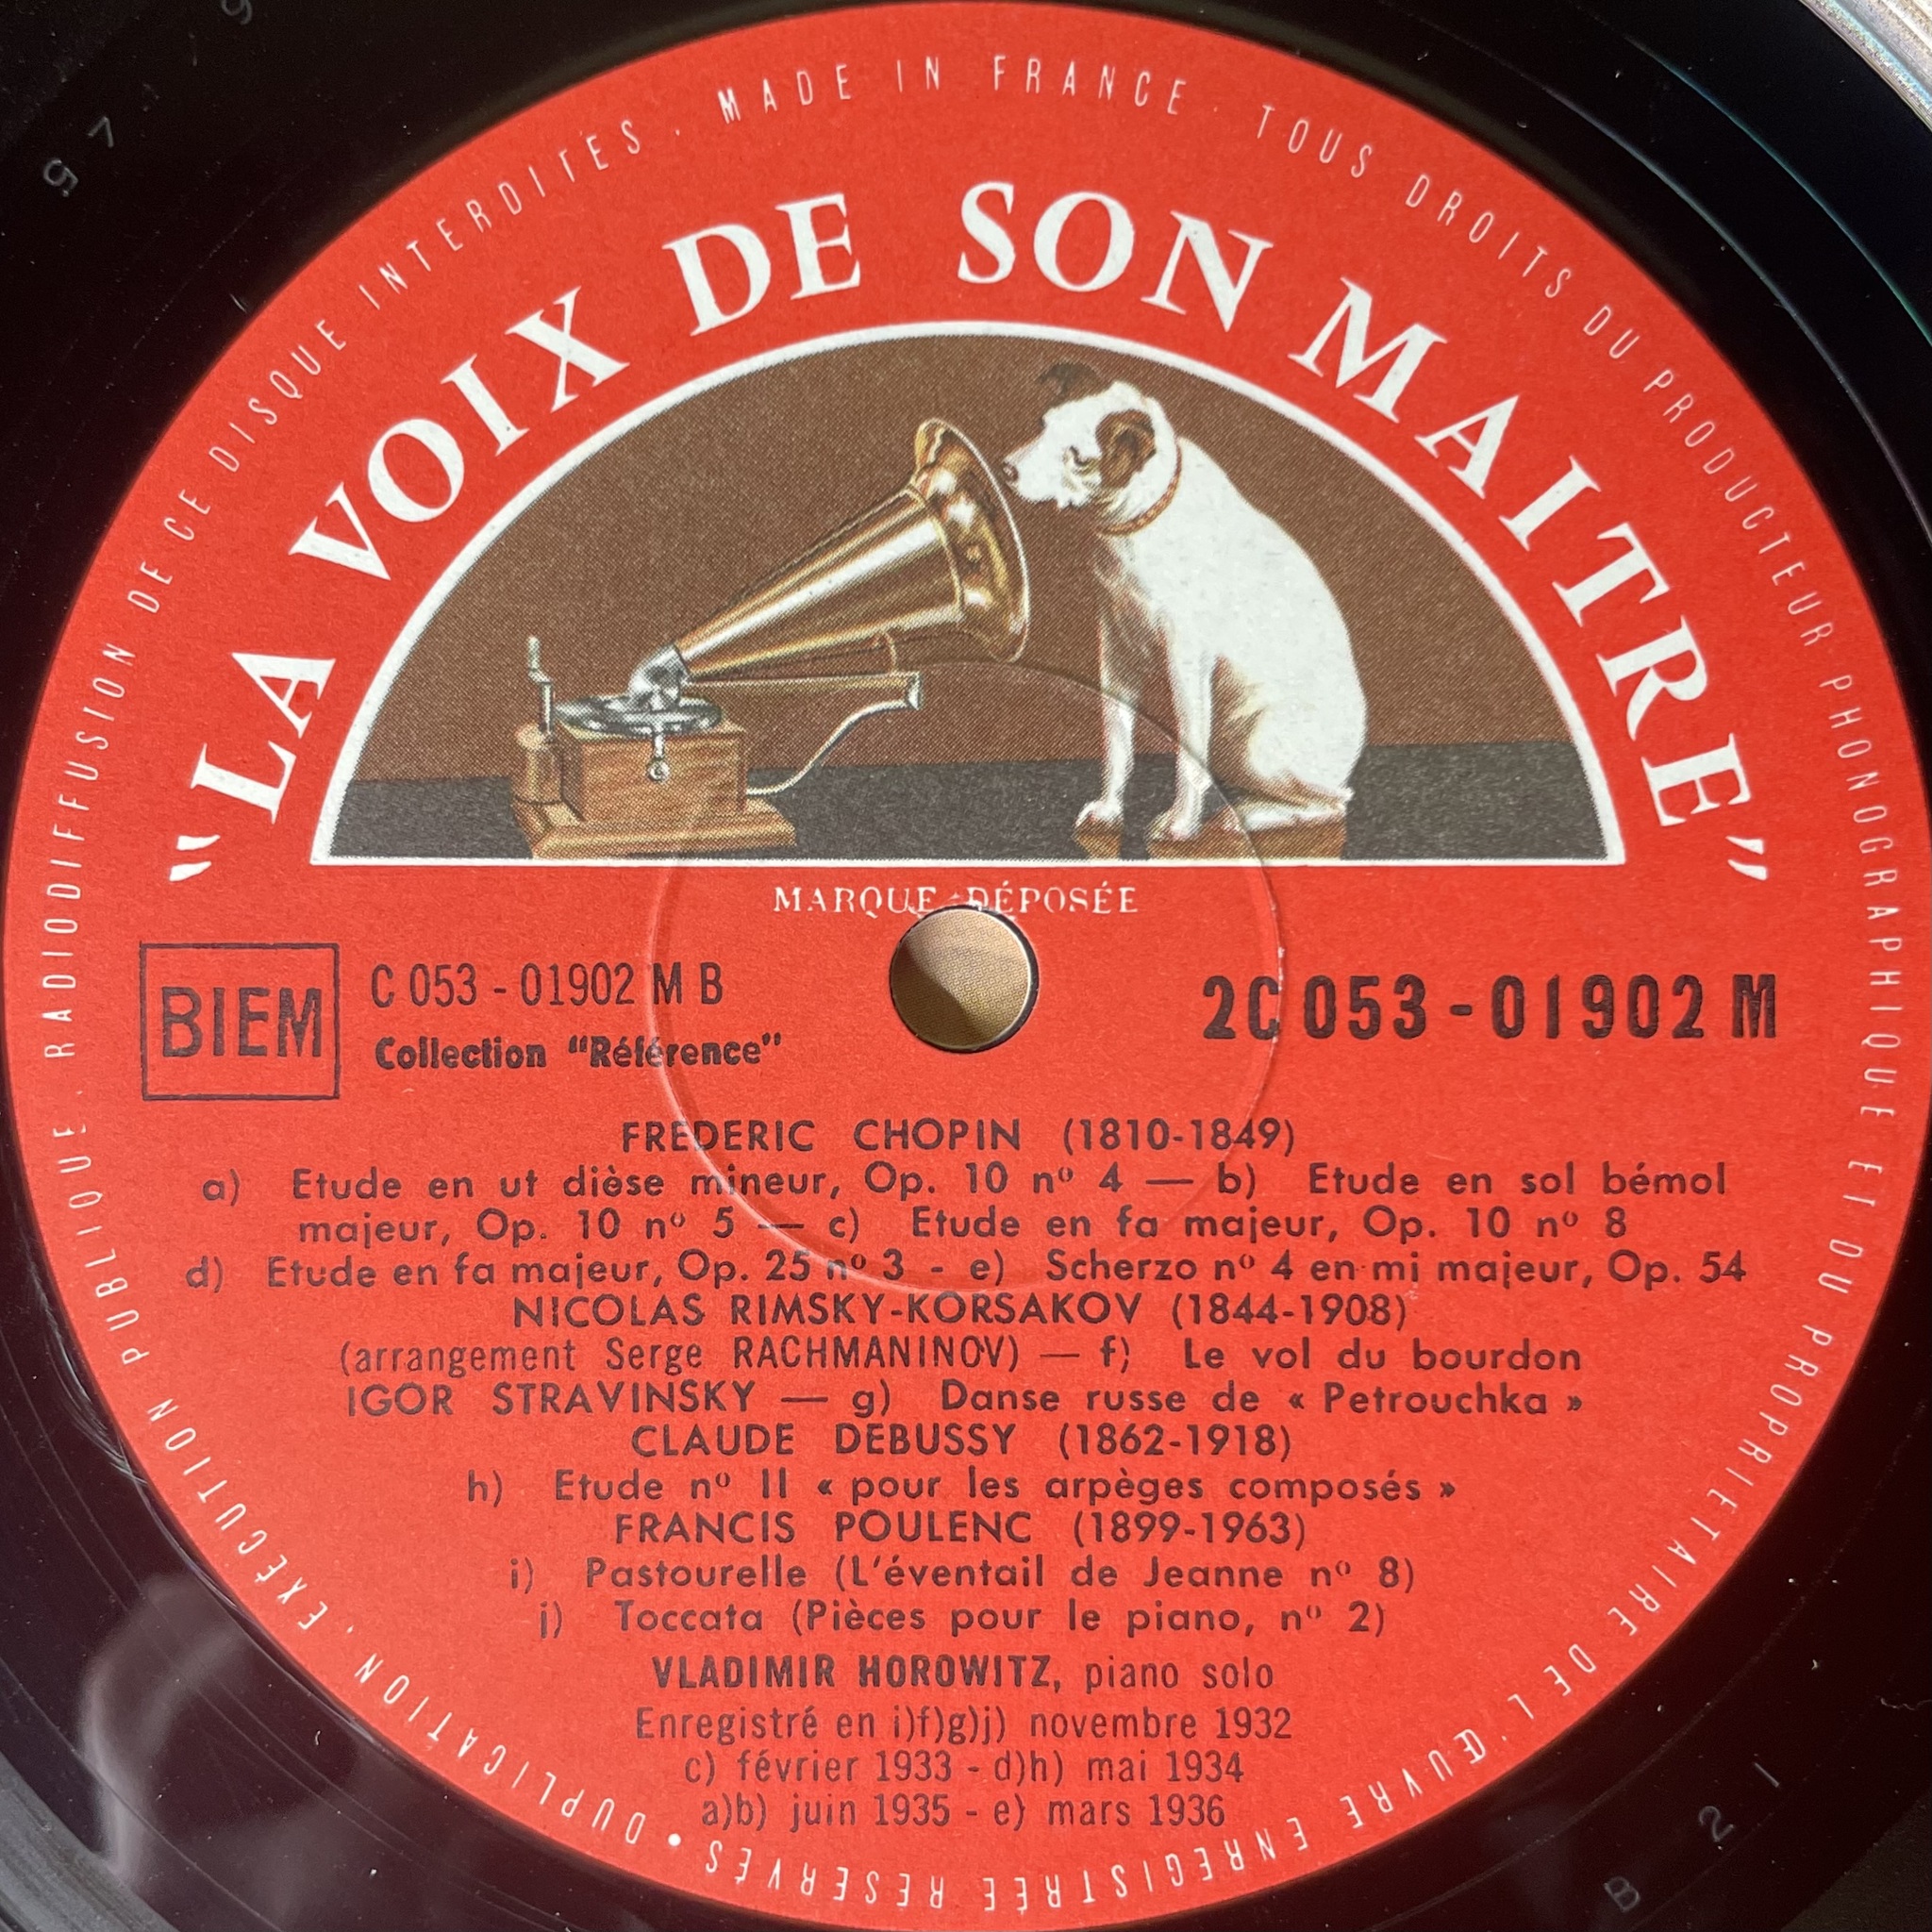 MADE IN FRANCE · TOUS DROITS DU PRODUCTEUR PHONOGRAPHIQUE ET DU PROPRIETAIRE DE L'ŒUVRE ENREGISTRÉE RESERVÉS · DUPLICATION, EXÉCUTION PUBLIQUE, RADIODIFFUSION DE CE DISQUE INTERDITES ·
"LA VOIX DE SON MAITRE"
MARQUE DÉPOSÉE
BIEM
C 053 - 01902 M B
Collection "Référence"
2C 053 - 01902 M
FREDERIC CHOPIN (1810-1849)
a) Etude en ut dièse mineur, Op. 10 nº 4 — b) Etude en sol bémol
majeur, Op. 10 nº 5 — c) Etude en fa majeur, Op. 10 nº 8
d) Etude en fa majeur, Op. 25 nº 3 - e) Scherzo nº 4 en mi majeur, Op. 54
NICOLAS RIMSKY-KORSAKOV (1844-1908)
(arrangement Serge RACHMANINOV) — f) Le vol du bourdon
IGOR STRAVINSKY — g) Danse russe de « Petrouchka »
CLAUDE DEBUSSY (1862-1918)
h) Etude nº II « pour les arpèges composés »
FRANCIS POULENC (1899-1963)
i) Pastourelle (L'éventail de Jeanne nº 8)
j) Toccata (Pièces pour le piano, nº 2)
VLADIMIR HOROWITZ, piano solo
Enregistré en i)f)g)j) novembre 1932
c) février 1933 - d)h) mai 1934
a)b) juin 1935 - e) mars 1936
B 21